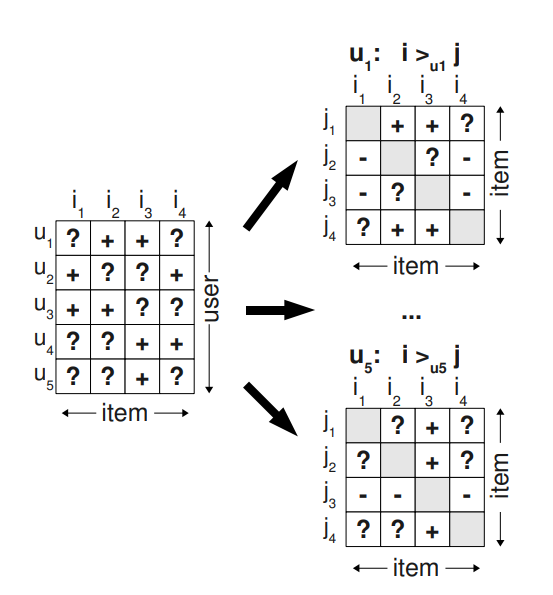 i1 i2 i3 i4
u1 ? + + ?
u2 + ? ? +
u3 + + ? ?
u4 ? ? + +
u5 ? ? + ?
user
item
u1: i >u1 j
i1 i2 i3 i4
j1 + + ?
j2 - ? -
j3 - ? -
j4 ? + +
item
item
...
u5: i >u5 j
i1 i2 i3 i4
j1 ? + ?
j2 ? + ?
j3 - - -
j4 ? ? +
item
item